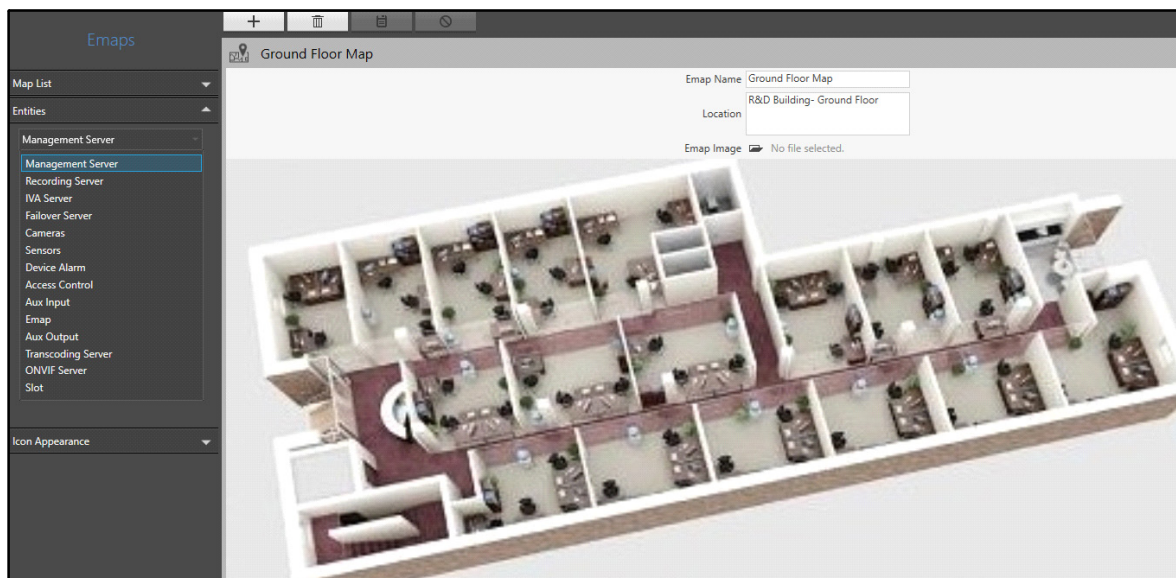 Emaps
Map List
Entities
Management Server
Management Server
Recording Server
IVA Server
Failover Server
Cameras
Sensors
Device Alarm
Access Control
Aux Input
Emap
Aux Output
Transcoding Server
ONVIF Server
Slot
Icon Appearance
Ground Floor Map
Emap Name Ground Floor Map
Location R&D Building- Ground Floor
Emap Image No file selected.